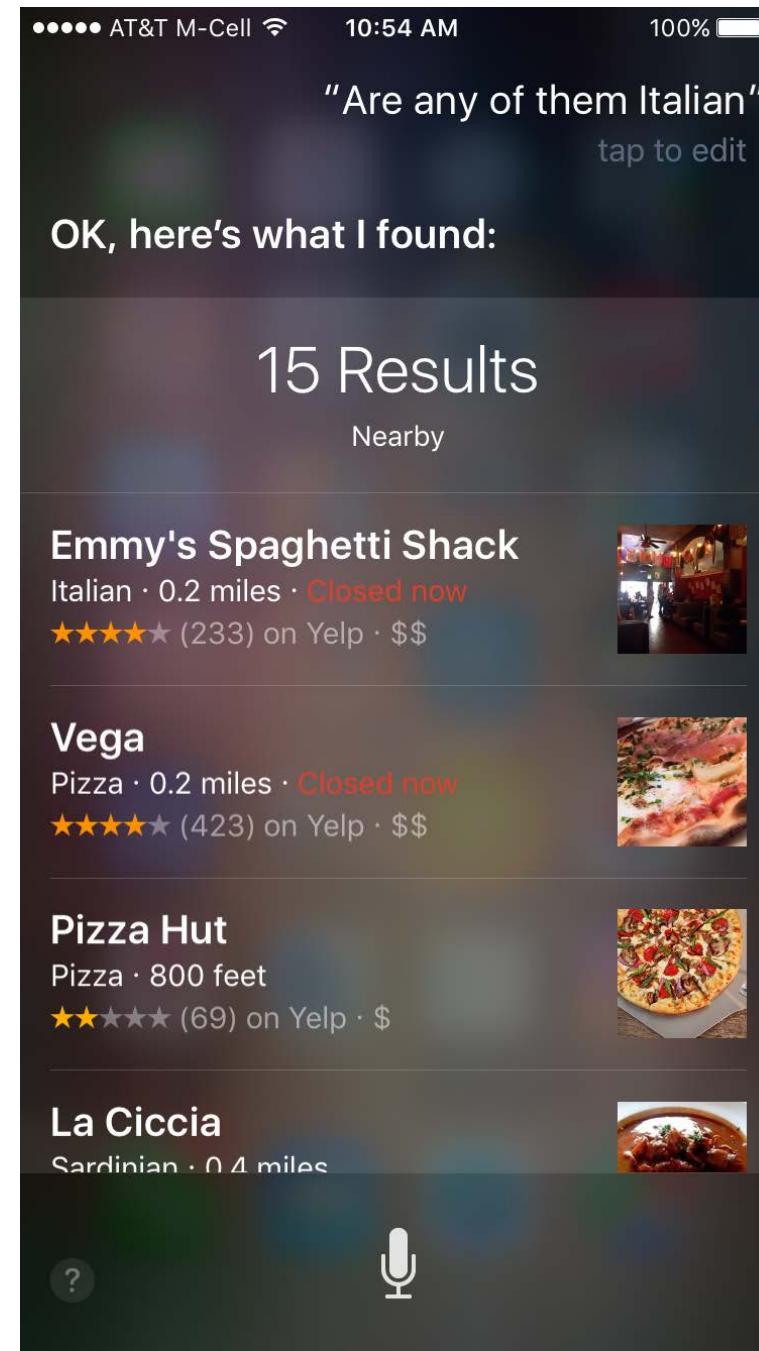 AT&T M-Cell 10:54 AM 100%
“Are any of them Italian”
tap to edit
OK, here’s what I found:
15 Results
Nearby
Emmy's Spaghetti Shack
Italian · 0.2 miles · Closed now
★★★★★ (233) on Yelp · $$
Vega
Pizza · 0.2 miles · Closed now
★★★★★ (423) on Yelp · $$
Pizza Hut
Pizza · 800 feet
★★★★★ (69) on Yelp · $
La Ciccia
Sardinian · 0.4 miles
?